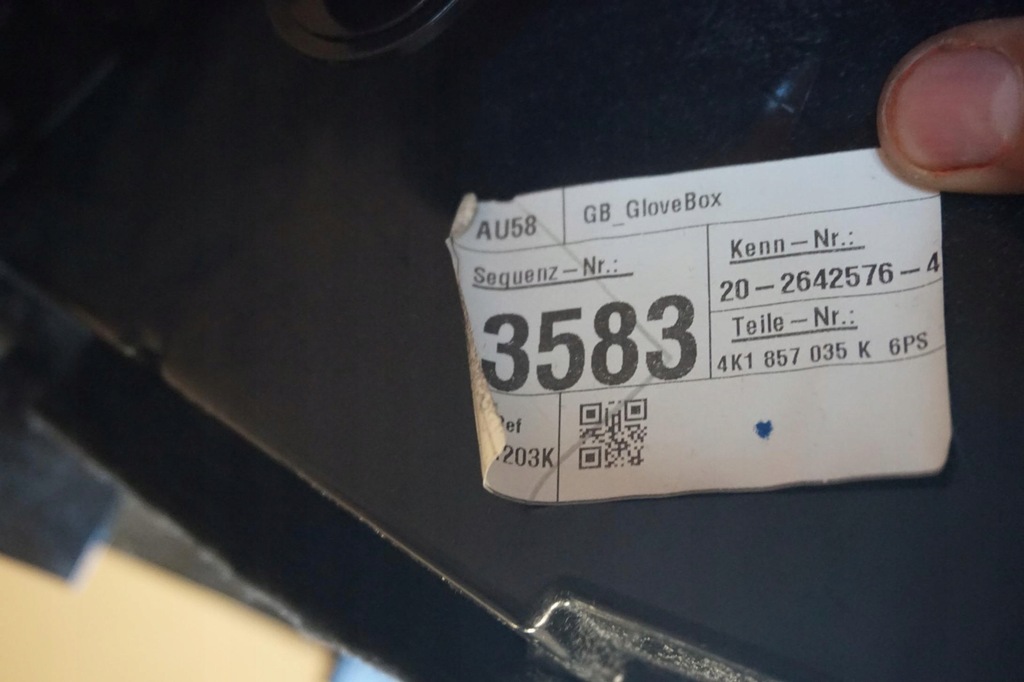 AU58 GB_GloveBox
Sequenz-Nr.:
3583
Kenn-Nr.:
20-2642576-4
Teile-Nr.:
4K1 857 035 K 6PS
203K